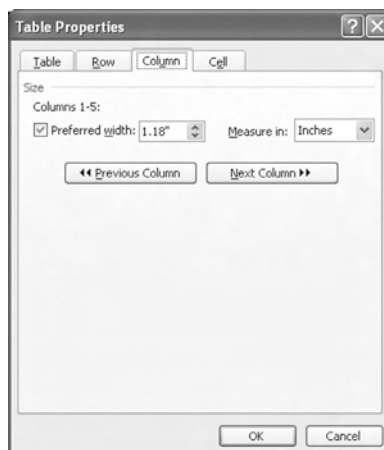 Table Properties
Table Row Column Cell
Size
Columns 1-5:
Preferred width: 1.18" Measure in: Inches
Previous Column Next Column
OK Cancel